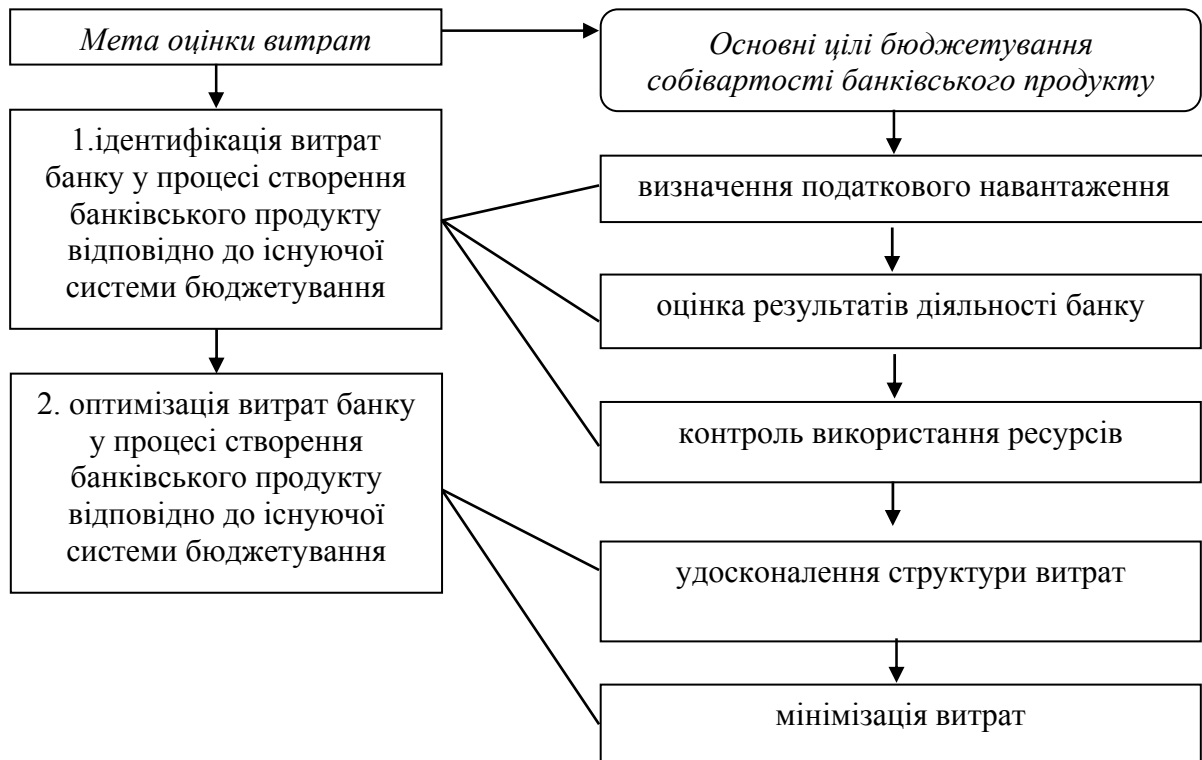 Мета оцінки витрат
Основні цілі бюджетування
собівартості банківського продукту
1.ідентифікація витрат
банку у процесі створення
банківського продукту
відповідно до існуючої
системи бюджетування
2. оптимізація витрат банку
у процесі створення
банківського продукту
відповідно до існуючої
системи бюджетування
визначення податкового навантаження
оцінка результатів діяльності банку
контроль використання ресурсів
удосконалення структури витрат
мінімізація витрат